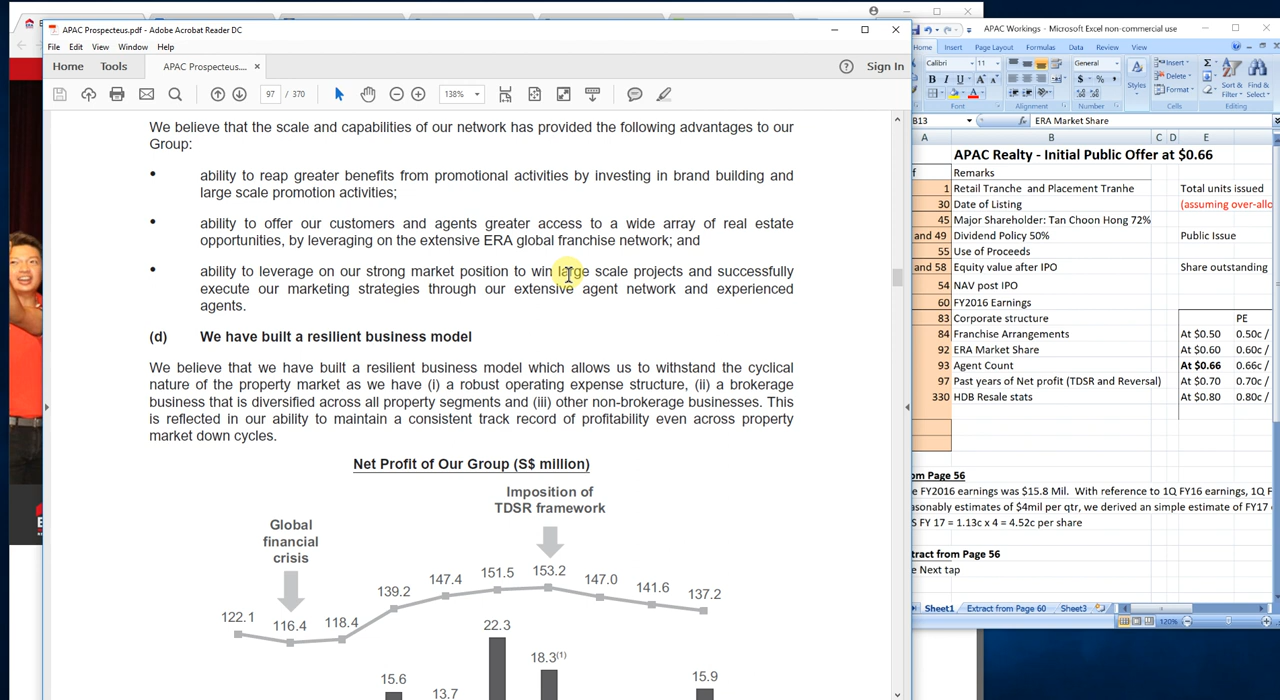 APAC Prospecteus.pdf - Adobe Acrobat Reader DC
File Edit View Window Help
Home Tools APAC Prospecteus.... × Sign In
97 / 370 138%
We believe that the scale and capabilities of our network has provided the following advantages to our
Group:
• ability to reap greater benefits from promotional activities by investing in brand building and
large scale promotion activities;
• ability to offer our customers and agents greater access to a wide array of real estate
opportunities, by leveraging on the extensive ERA global franchise network; and
• ability to leverage on our strong market position to win large scale projects and successfully
execute our marketing strategies through our extensive agent network and experienced
agents.
(d) We have built a resilient business model
We believe that we have built a resilient business model which allows us to withstand the cyclical
nature of the property market as we have (i) a robust operating expense structure, (ii) a brokerage
business that is diversified across all property segments and (iii) other non-brokerage businesses. This
is reflected in our ability to maintain a consistent track record of profitability even across property
market down cycles.
Net Profit of Our Group (S$ million)
Imposition of
TDSR framework
Global
financial
crisis
122.1 116.4 118.4 139.2 147.4 151.5 153.2 147.0 141.6 137.2
15.6 13.7 22.3 18.3(1) 15.9
APAC Workings - Microsoft Excel non-commercial use
Home Insert Page Layout Formulas Data Review View
Calibri 11 General Styles Insert Delete Format Sort & Filter Find & Select
Font Alignment Number Cells Editing
B13 fx ERA Market Share
A B C D E
APAC Realty - Initial Public Offer at $0.66
f Remarks
1 Retail Tranche and Placement Tranhe Total units issued
30 Date of Listing (assuming over-allo
45 Major Shareholder: Tan Choon Hong 72%
and 49 Dividend Policy 50% Public Issue
55 Use of Proceeds
and 58 Equity value after IPO Share outstanding
54 NAV post IPO
60 FY2016 Earnings
83 Corporate structure PE
84 Franchise Arrangements At $0.50 0.50c /
92 ERA Market Share At $0.60 0.60c /
93 Agent Count At $0.66 0.66c /
97 Past years of Net profit (TDSR and Reversal) At $0.70 0.70c /
330 HDB Resale stats At $0.80 0.80c /
om Page 56
e FY2016 earnings was $15.8 Mil. With reference to 1Q FY16 earnings, 1Q F
asonably estimates of $4mil per qtr, we derived an simple estimate of FY17
S FY 17 = 1.13c x 4 = 4.52c per share
tract from Page 56
e Next tap
Sheet1 Extract from Page 60 Sheet3
120%